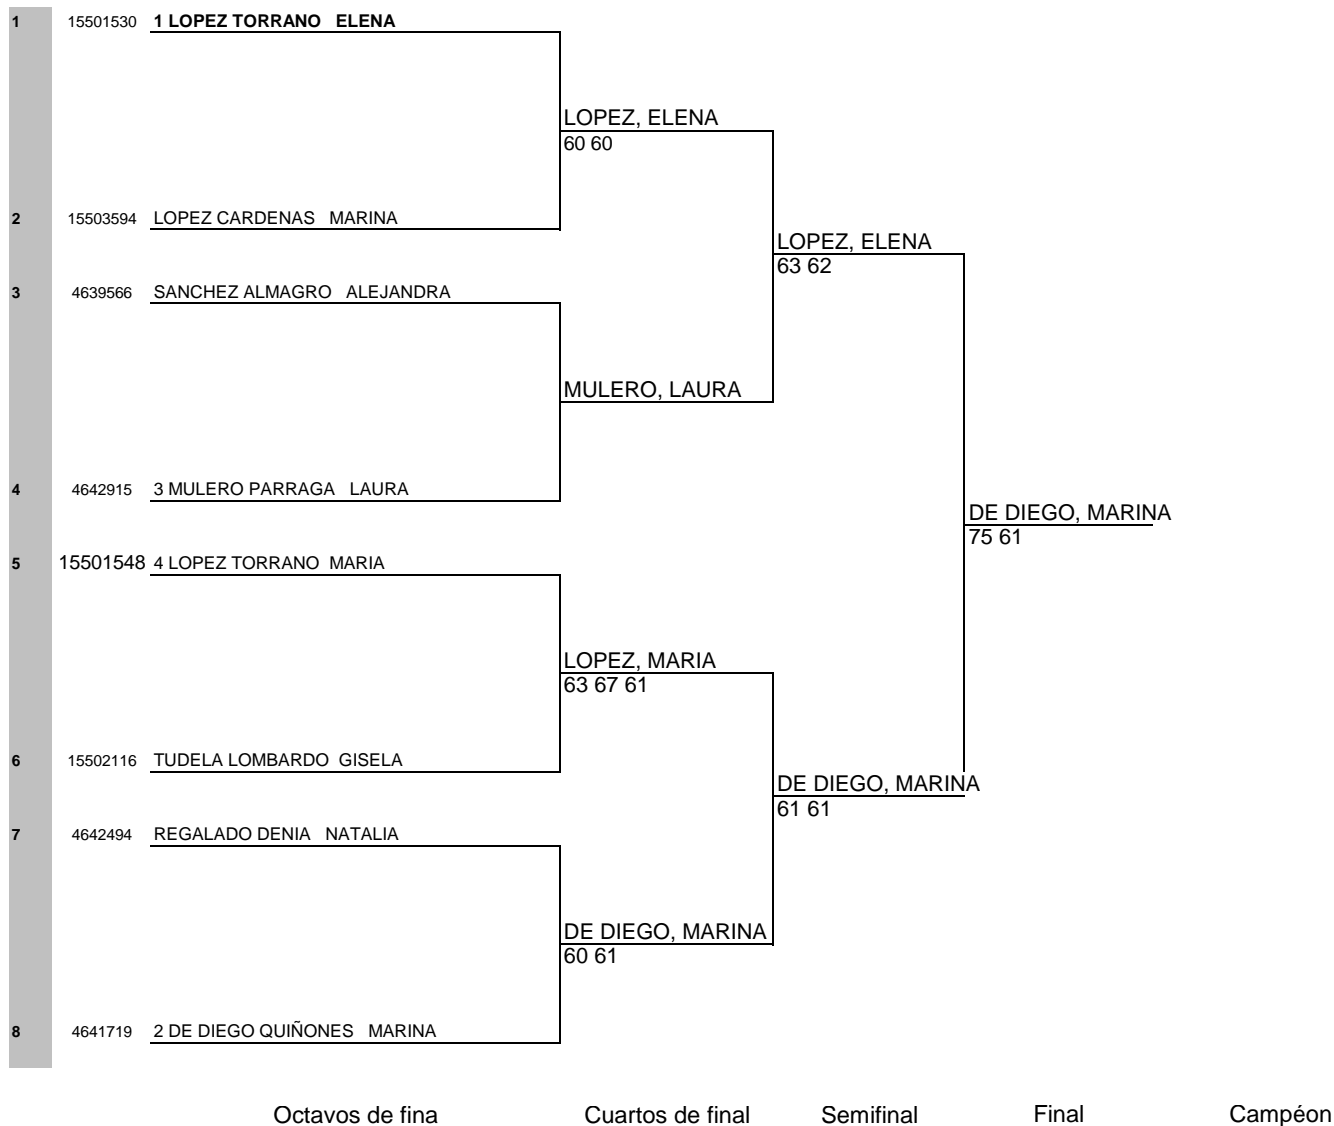 1 15501530 1 LOPEZ TORRANO ELENA
LOPEZ, ELENA
60 60
2 15503594 LOPEZ CARDENAS MARINA
LOPEZ, ELENA
63 62
3 4639566 SANCHEZ ALMAGRO ALEJANDRA
MULERO, LAURA
4 4642915 3 MULERO PARRAGA LAURA
DE DIEGO, MARINA
75 61
5 15501548 4 LOPEZ TORRANO MARIA
LOPEZ, MARIA
63 67 61
6 15502116 TUDELA LOMBARDO GISELA
DE DIEGO, MARINA
61 61
7 4642494 REGALADO DENIA NATALIA
DE DIEGO, MARINA
60 61
8 4641719 2 DE DIEGO QUIÑONES MARINA
Octavos de fina Cuartos de final Semifinal Final Campéon